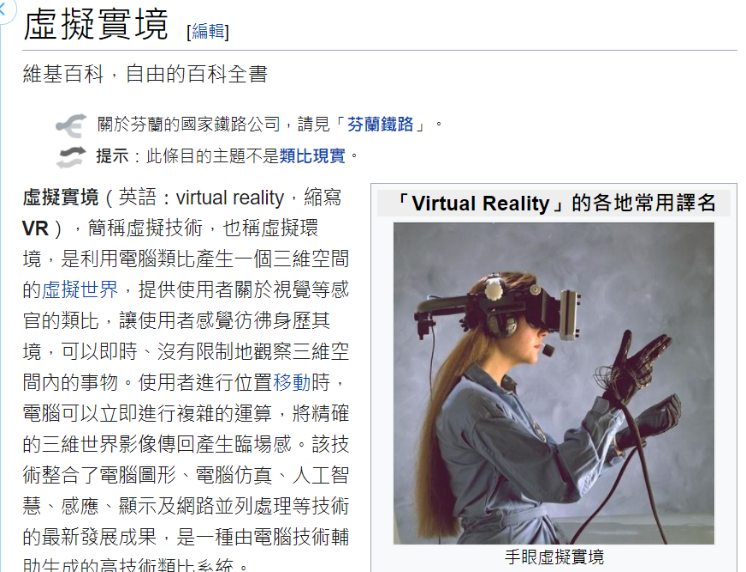 虛擬實境 [編輯]
維基百科，自由的百科全書
關於芬蘭的國家鐵路公司，請見「芬蘭鐵路」。
提示：此條目的主題不是類比現實。
虛擬實境（英語：virtual reality，縮寫
VR），簡稱虛擬技術，也稱虛擬環
境，是利用電腦類比產生一個三維空間
的虛擬世界，提供使用者關於視覺等感
官的類比，讓使用者感覺彷彿身歷其
境，可以即時、沒有限制地觀察三維空
間內的事物。使用者進行位置移動時，
電腦可以立即進行複雜的運算，將精確
的三維世界影像傳回產生臨場感。該技
術整合了電腦圖形、電腦仿真、人工智
慧、感應、顯示及網路並列處理等技術
的最新發展成果，是一種由電腦技術輔
助生成的高技術類比系統。
「Virtual Reality」的各地常用譯名
手眼虛擬實境